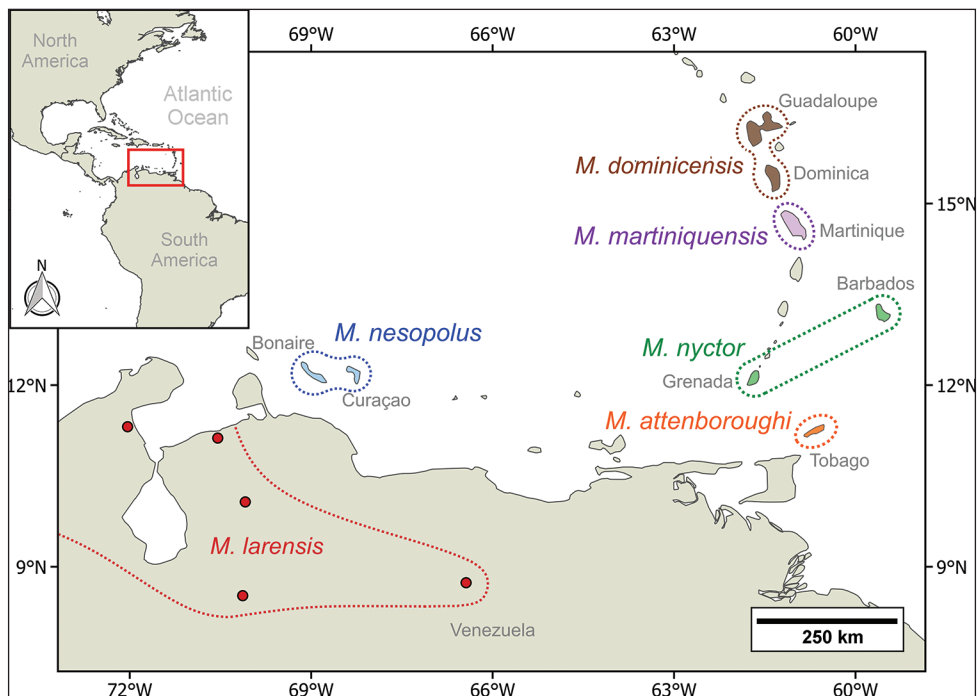 69°W 66°W 63°W 60°W
North
America
Atlantic
Ocean
South
America
N
Guadaloupe
M. dominicensis
Dominica
15°N
M. martiniquensis
Martinique
Barbados
M. nesopolus
Bonaire
M. nyctor
Grenada
12°N
12°N
Curaçao
M. attenboroughi
Tobago
M. larensis
9°N
9°N
Venezuela
250 km
72°W 69°W 66°W 63°W 60°W